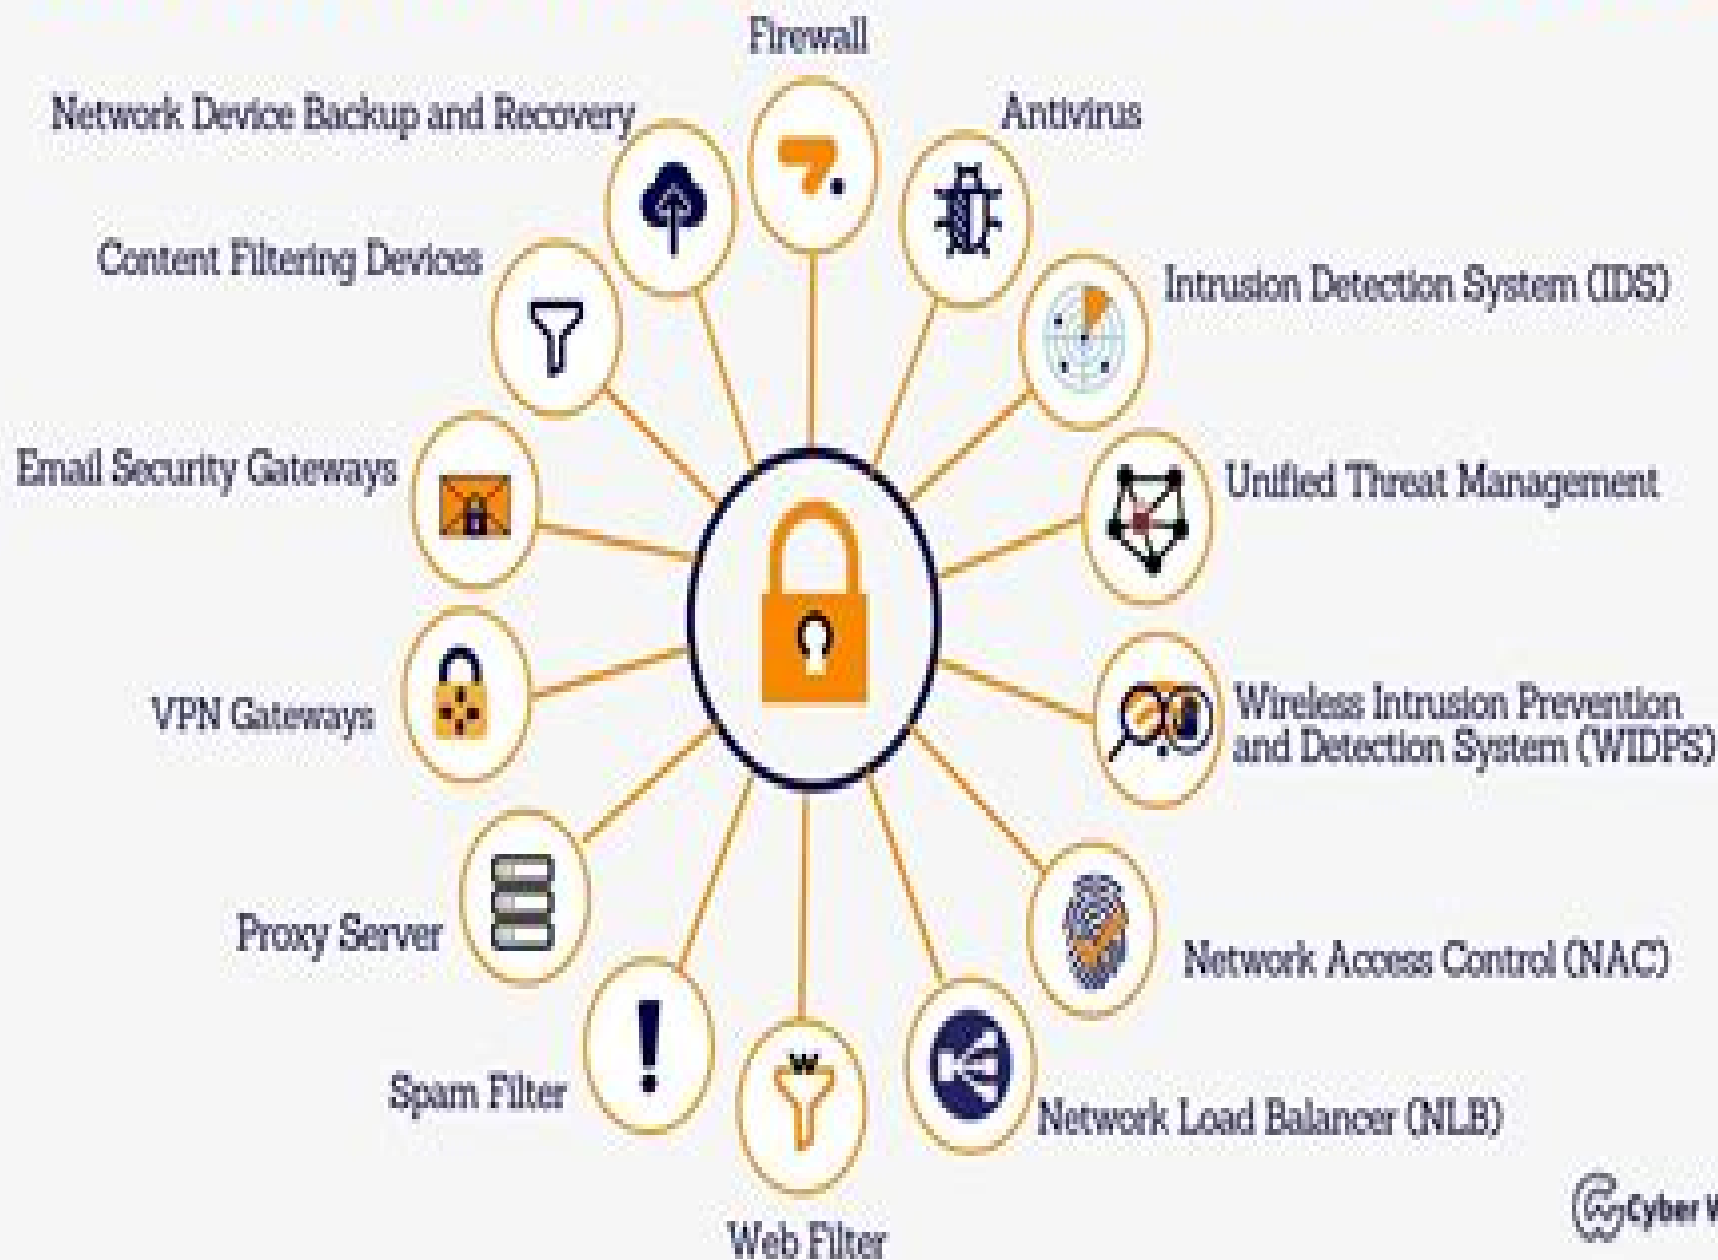 Firewall
Network Device Backup and Recovery
Antivirus
Content Filtering Devices
Intrusion Detection System (IDS)
Email Security Gateways
Unified Threat Management
VPN Gateways
Wireless Intrusion Prevention
and Detection System (WIDPS)
Proxy Server
Network Access Control (NAC)
Spam Filter
Network Load Balancer (NLB)
W
Web Filter
Cyber W